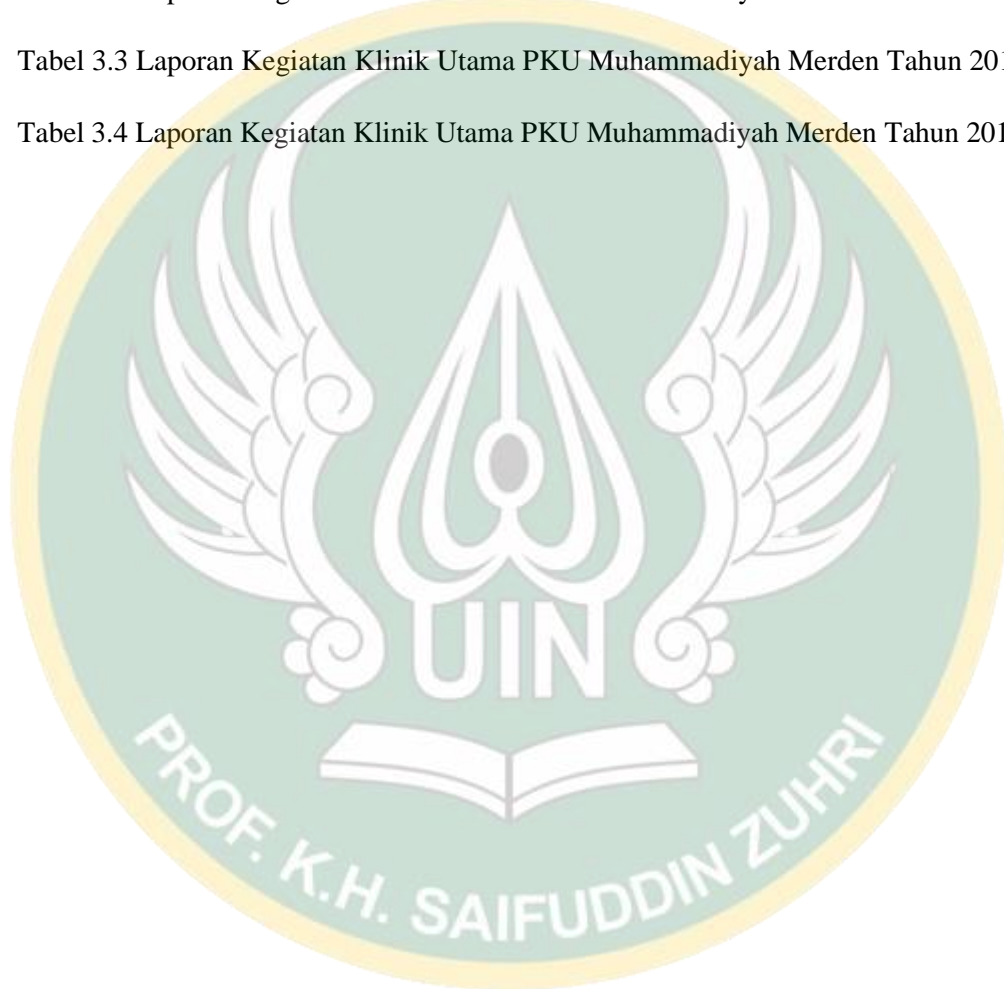 Tabel 3.3 Laporan Kegiatan Klinik Utama PKU Muhammadiyah Merden Tahun 201
Tabel 3.4 Laporan Kegiatan Klinik Utama PKU Muhammadiyah Merden Tahun 201
UIN
PROF. K.H. SAIFUDDIN ZUHRI